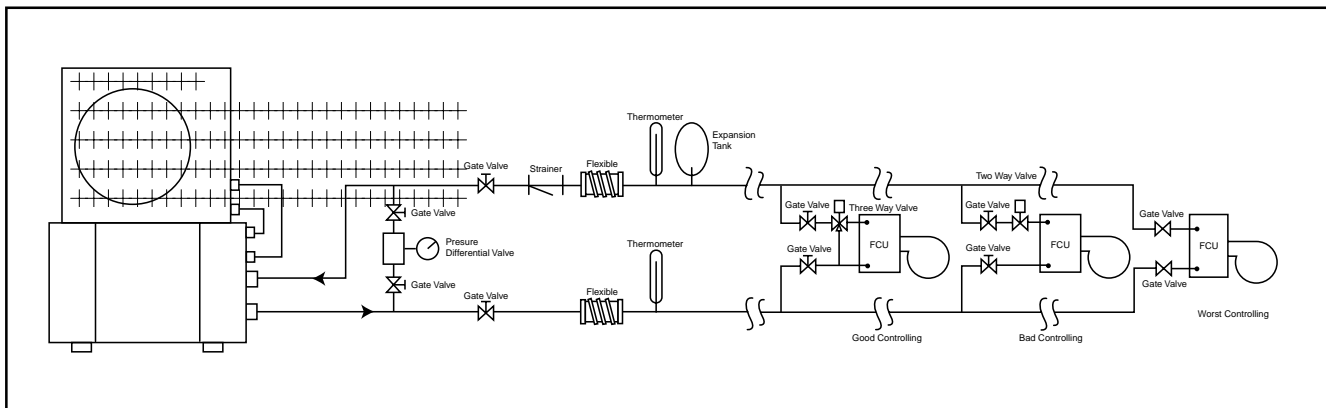 Thermometer
Expansion
Tank
Gate Valve
Strainer
Flexible
Two Way Valve
Gate Valve
Gate Valve
Three Way Valve
Gate Valve
Gate Valve
FCU
FCU
FCU
Presure
Differential Valve
Thermometer
Gate Valve
Gate Valve
Gate Valve
Gate Valve
Gate Valve
Flexible
Worst Controlling
Good Controlling
Bad Controlling